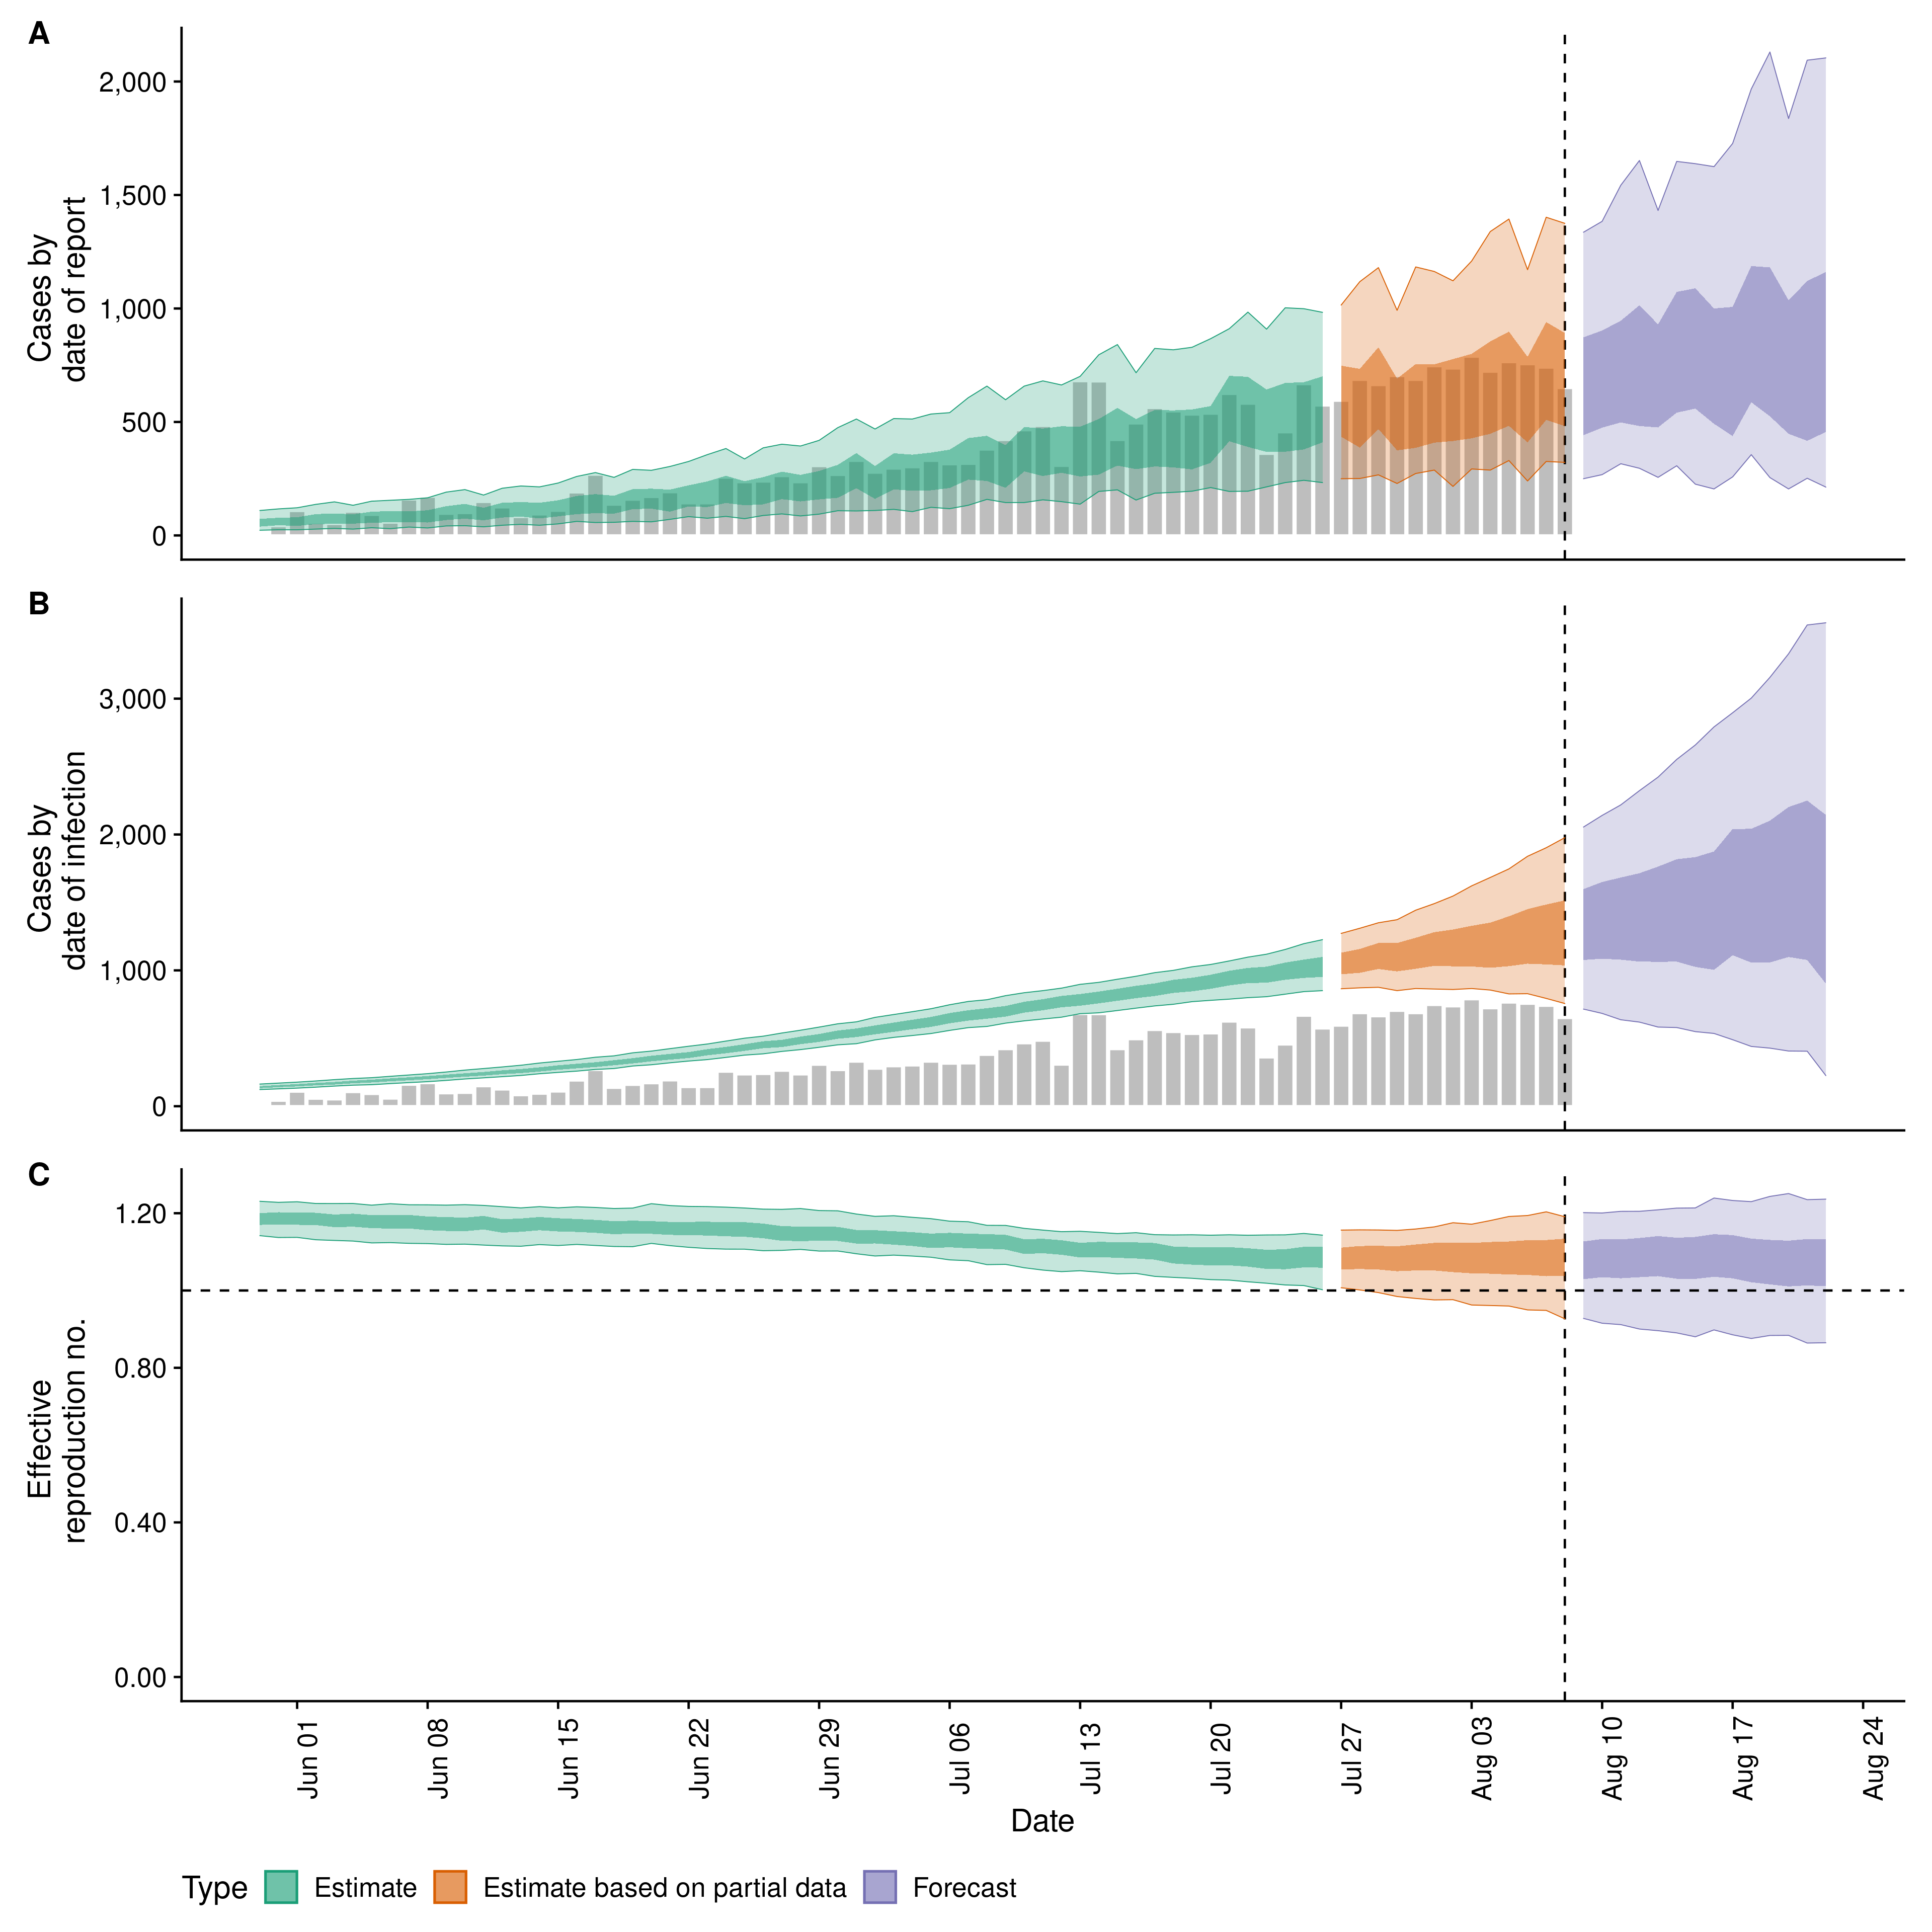 A
Cases by
date of report
2,000
1,500
1,000
500
0
B
Cases by
date of infection
3,000
2,000
1,000
0
C
Effective
reproduction no.
1.20
0.80
0.40
0.00
Jun 01
Jun 08
Jun 15
Jun 22
Jun 29
Jul 06
Jul 13
Jul 20
Jul 27
Aug 03
Aug 10
Aug 17
Aug 24
Date
Type Estimate Estimate based on partial data Forecast